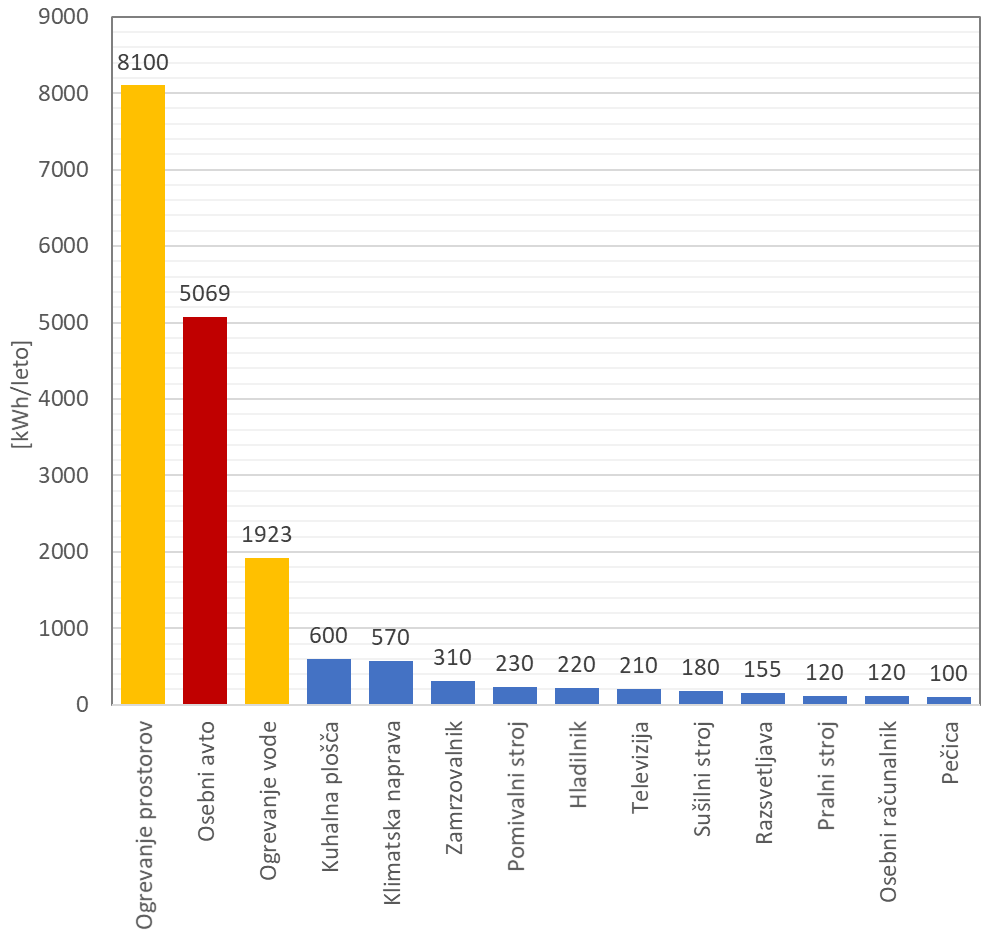 9000
8000
7000
6000
5000
4000
3000
2000
1000
0
[kWh/leto]
8100
5069
1923
600
570
310
230
220
210
180
155
120
120
100
Ogrevanje prostorov
Osebni avto
Ogrevanje vode
Kuhalna plošča
Klimatska naprava
Zamrzovalnik
Pomivalni stroj
Hladilnik
Televizija
Sušilni stroj
Razsvetljava
Pralni stroj
Osebni računalnik
Pečica